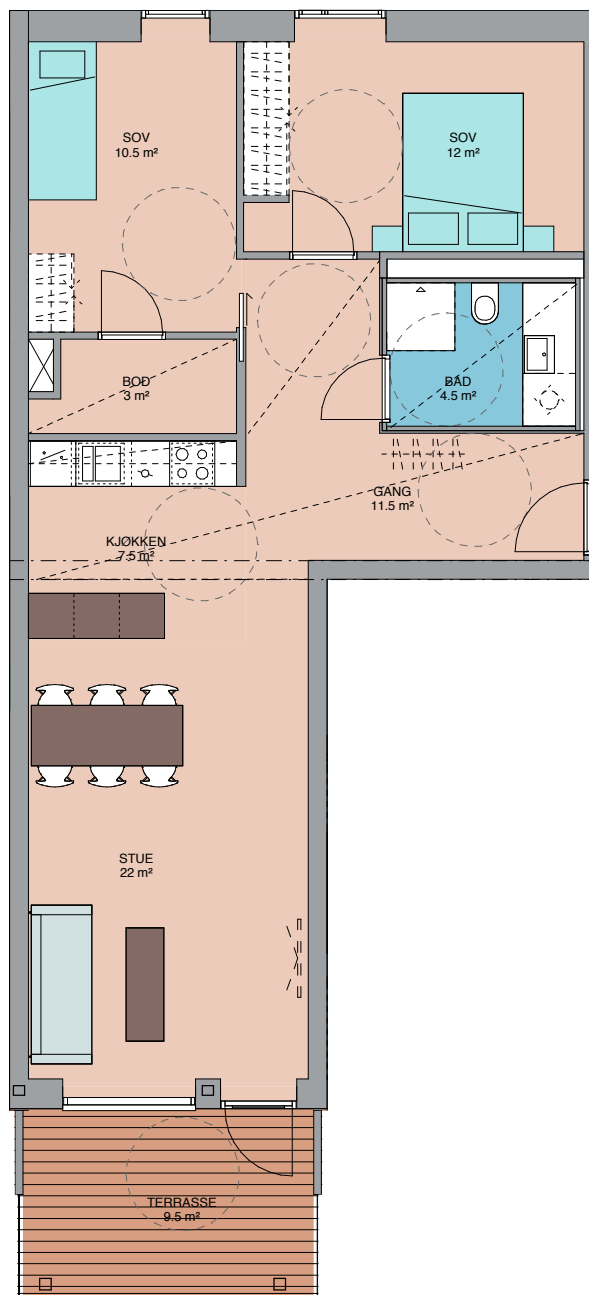 SOV
10.5 m²
SOV
12 m²
BOD
3 m²
BAD
4.5 m²
GANG
11.5 m²
KJØKKEN
7.5 m²
STUE
22 m²
TERRASSE
9.5 m²